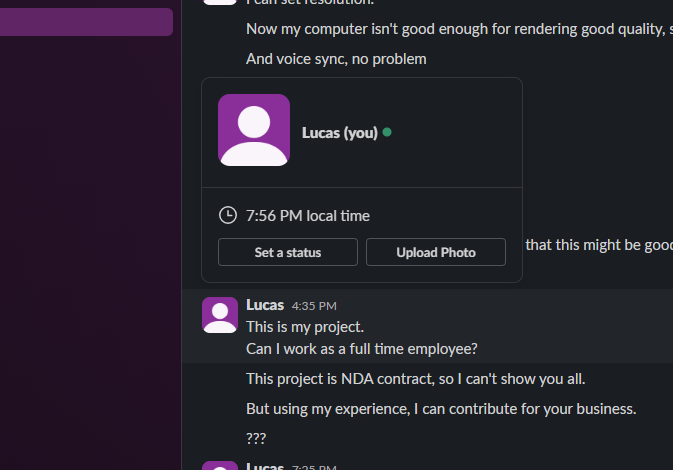 I can set resolution.
Now my computer isn't good enough for rendering good quality, s
And voice sync, no problem
Lucas (you)
7:56 PM local time
Set a status
Upload Photo
that this might be good
Lucas 4:35 PM
This is my project.
Can I work as a full time employee?
This project is NDA contract, so I can't show you all.
But using my experience, I can contribute for your business.
???
Lucas 7:25 PM